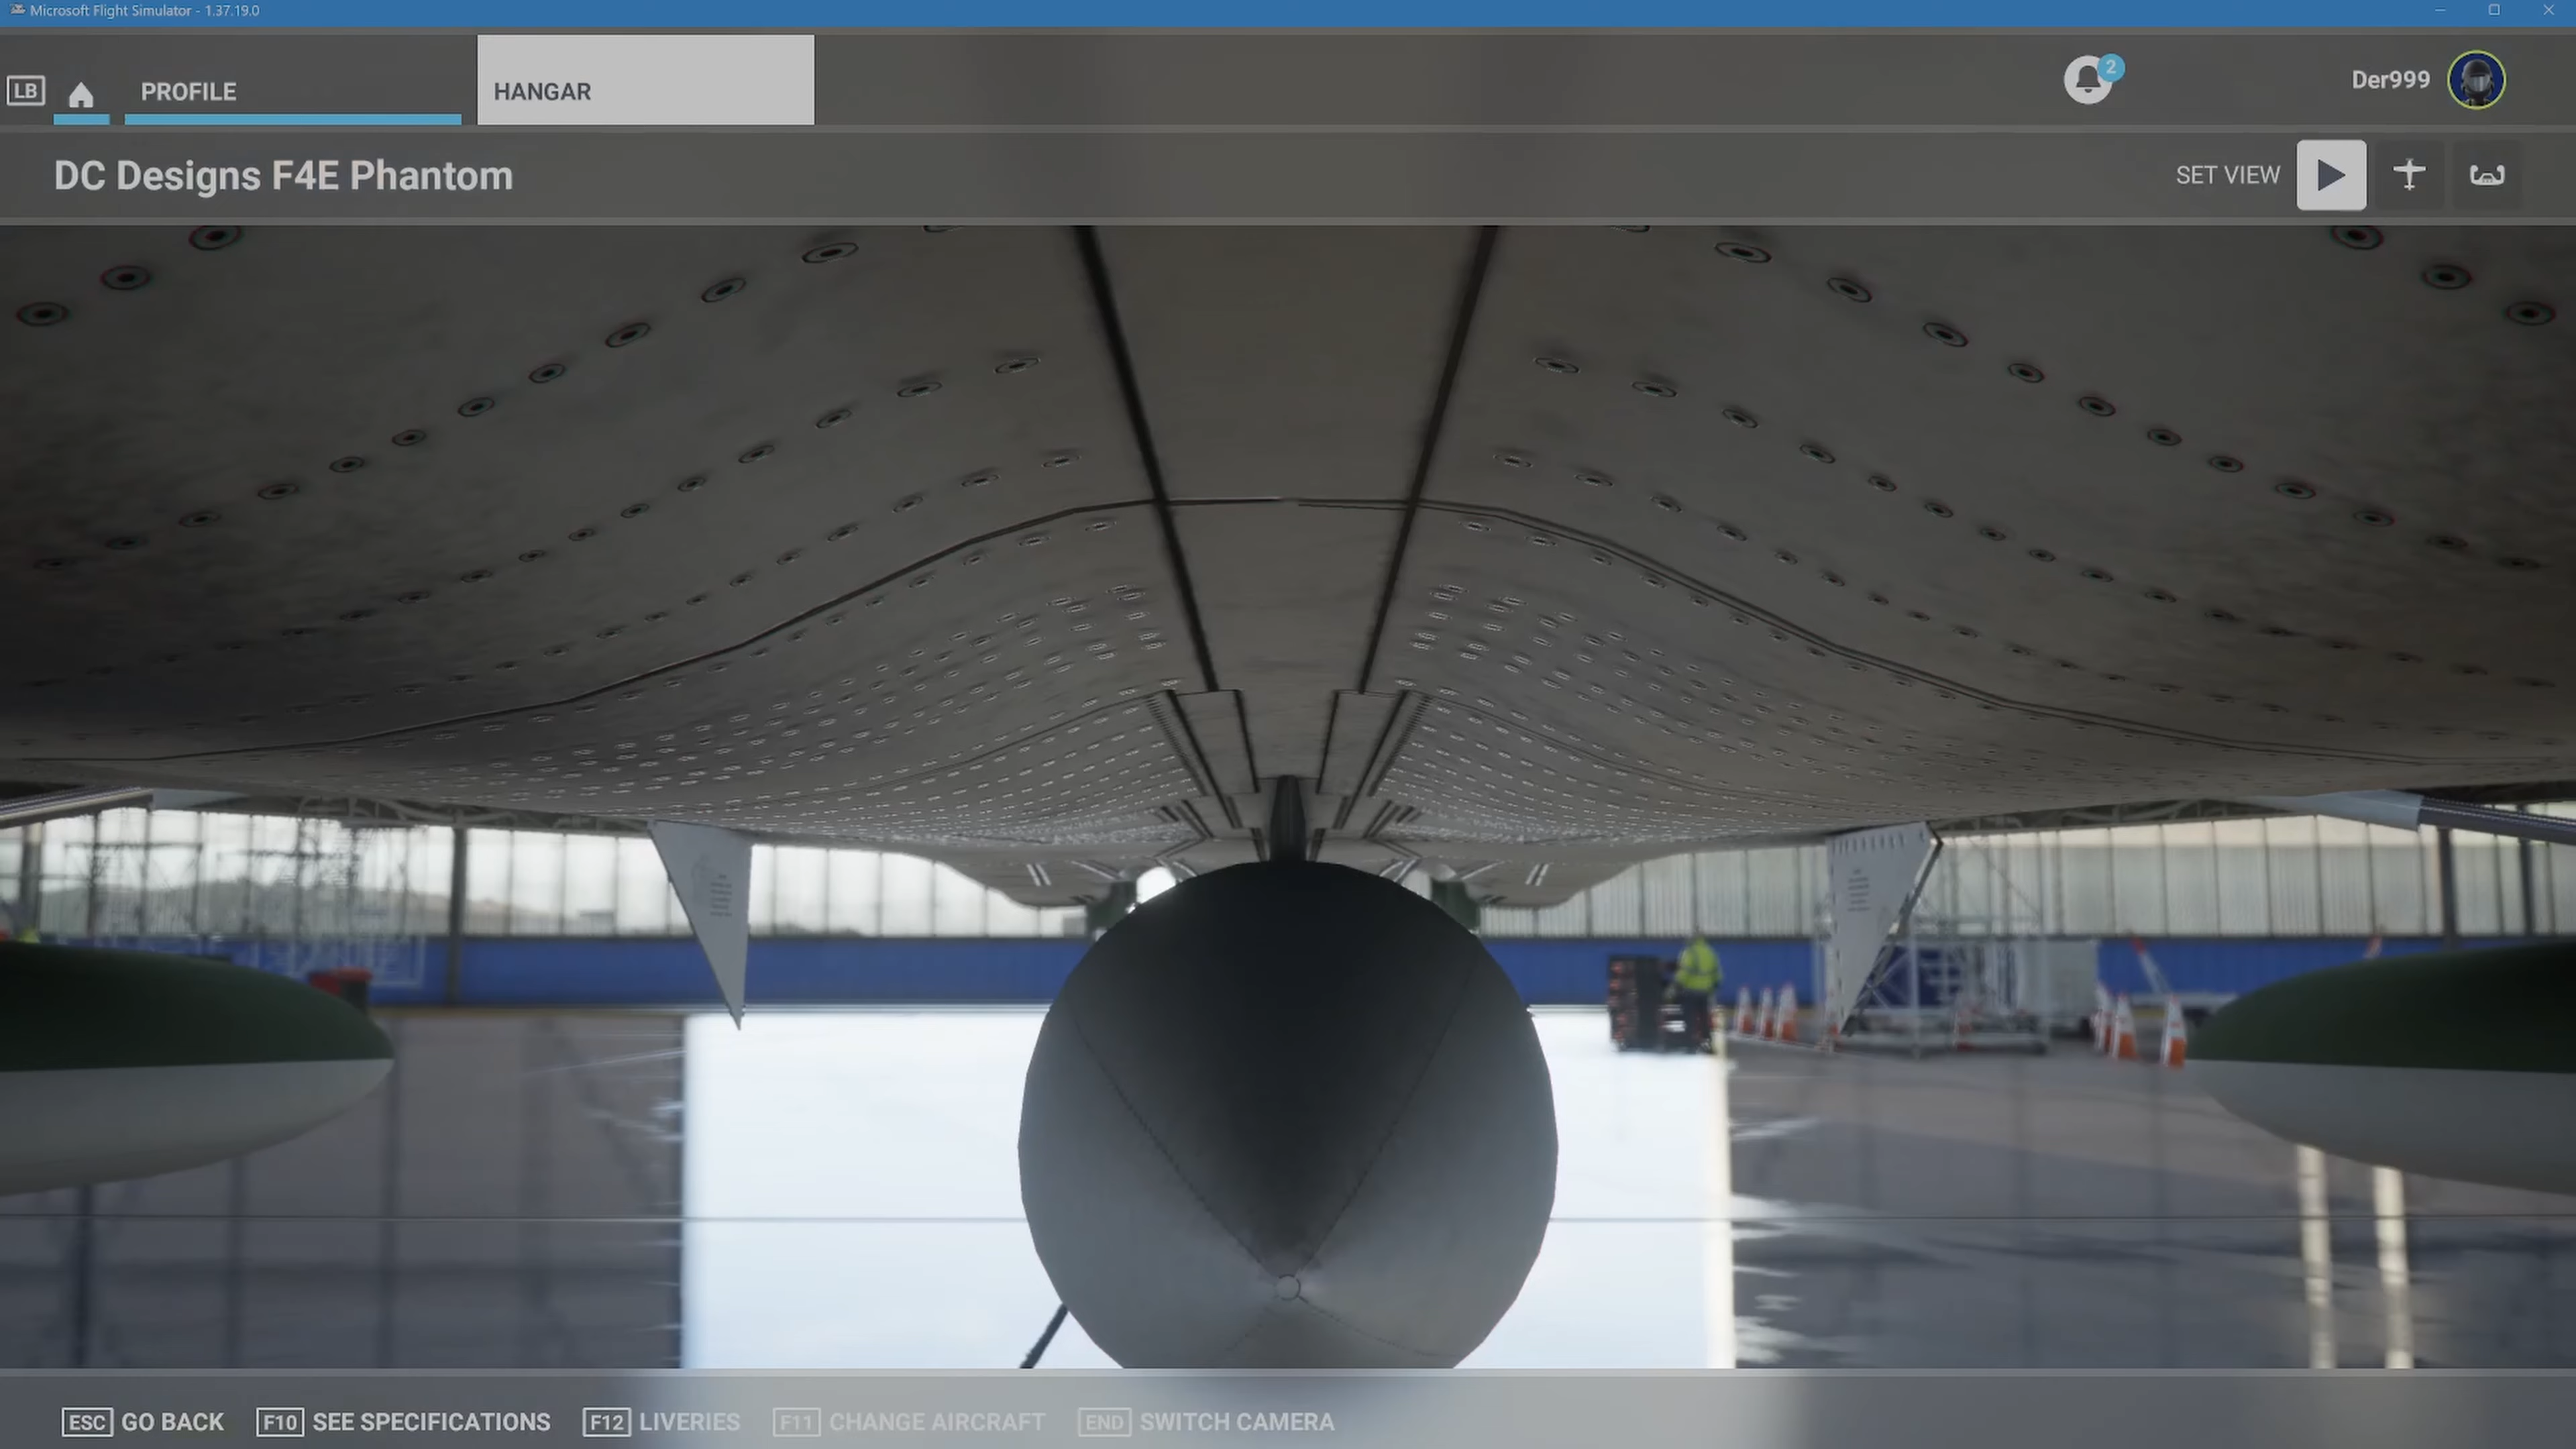 Microsoft Flight Simulator - 1.37.19.0
LB
PROFILE
HANGAR
2
Der999
DC Designs F4E Phantom
SET VIEW
ESC GO BACK F10 SEE SPECIFICATIONS F12 LIVERIES F11 CHANGE AIRCRAFT END SWITCH CAMERA